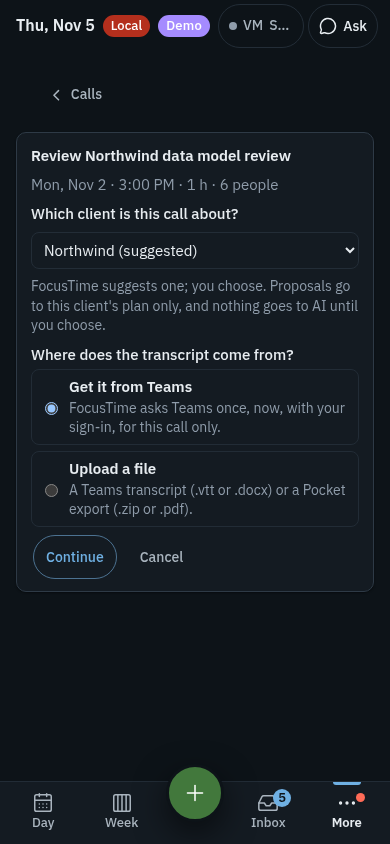 Thu, Nov 5 Local Demo VM S... Ask
Calls
Review Northwind data model review
Mon, Nov 2 · 3:00 PM · 1 h · 6 people
Which client is this call about?
Northwind (suggested)
FocusTime suggests one; you choose. Proposals go
to this client's plan only, and nothing goes to AI until
you choose.
Where does the transcript come from?
Get it from Teams
FocusTime asks Teams once, now, with your
sign-in, for this call only.
Upload a file
A Teams transcript (.vtt or .docx) or a Pocket
export (.zip or .pdf).
Continue Cancel
5
Day Week Inbox More